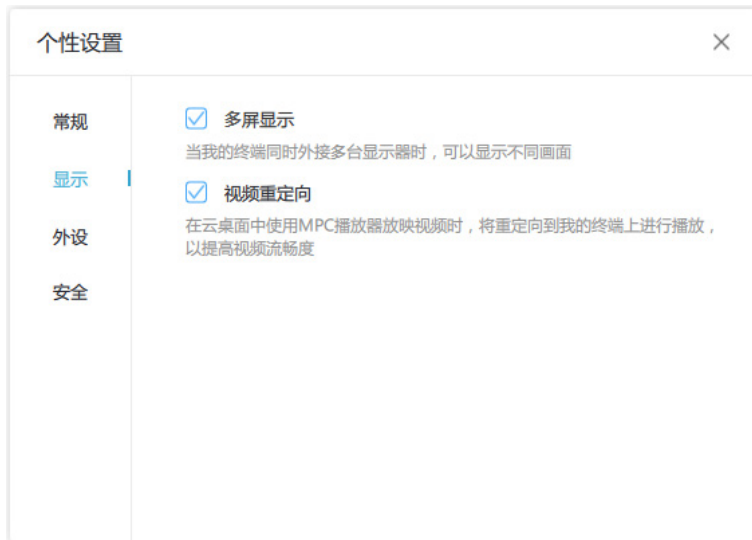 个性设置
常规
显示
外设
安全
多屏显示
当我的终端同时外接多台显示器时，可以显示不同画面
视频重定向
在云桌面中使用MPC播放器放映视频时，将重定向到我的终端上进行播放，
以提高视频流畅度